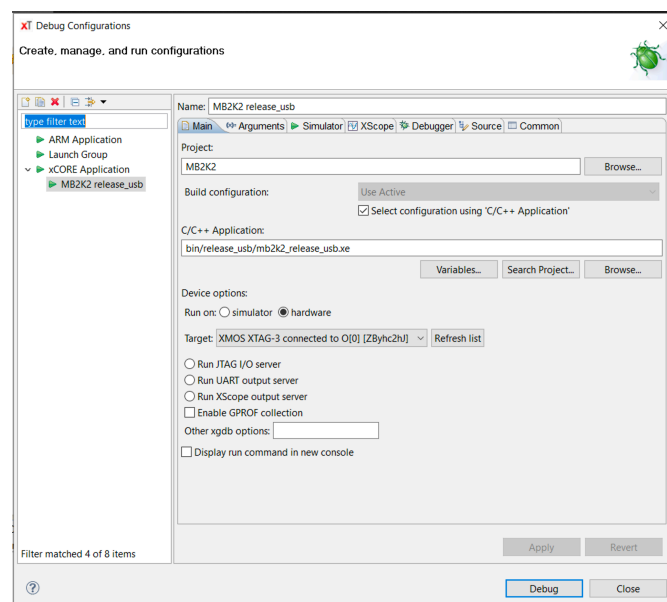 Debug Configurations
Create, manage, and run configurations
type filter text
ARM Application
Launch Group
xCORE Application
MB2K2 release_usb
Filter matched 4 of 8 items
Name: MB2K2 release_usb
Main Arguments Simulator XScope Debugger Source Common
Project:
MB2K2 Browse...
Build configuration: Use Active
Select configuration using 'C/C++ Application'
C/C++ Application:
bin/release_usb/mb2k2_release_usb.xe
Variables... Search Project... Browse...
Device options:
Run on: simulator hardware
Target: XMOS XTAG-3 connected to O[0] [ZByhc2hJ] Refresh list
Run JTAG I/O server
Run UART output server
Run XScope output server
Enable GPROF collection
Other xgdb options:
Display run command in new console
Apply Revert
Debug Close